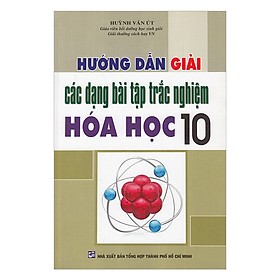 HUỲNH VĂN ÚT
Giáo viên bồi dưỡng học sinh giỏi
Giải thưởng sách hay VN
HƯỚNG DẪN GIẢI
các dạng bài tập trắc nghiệm
HÓA HỌC 10
NHÀ XUẤT BẢN TỔNG HỢP THÀNH PHỐ HỒ CHÍ MINH